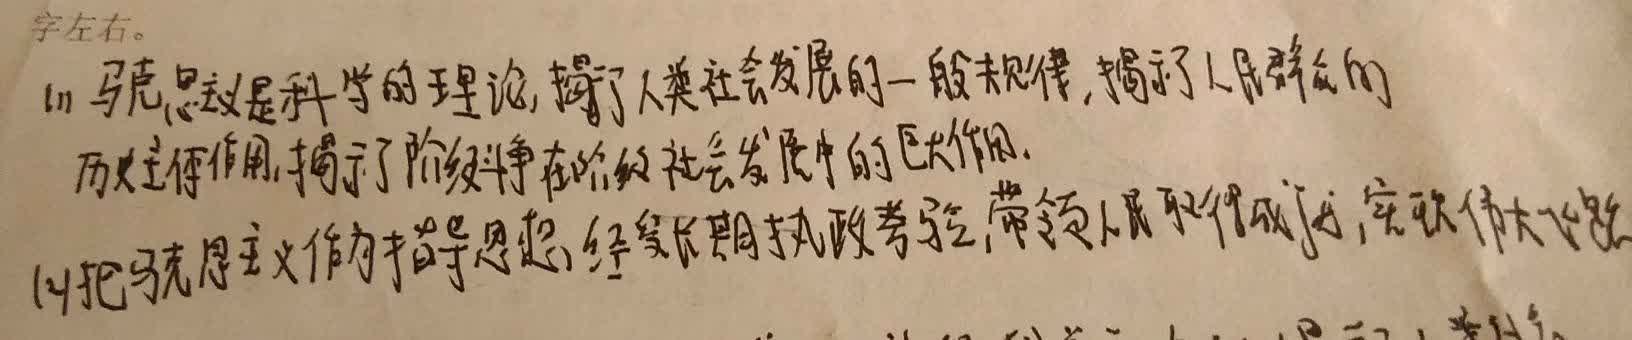 字左右。
(1) 马克思主义是科学的理论,揭示了人类社会发展的一般规律,揭示了人民群众的
历史主体作用,揭示了阶级斗争在阶级社会发展中的巨大作用.
(2)把马克思主义作为指导思想,经受长期执政考验,带领人民取得成就,实现伟大飞跃